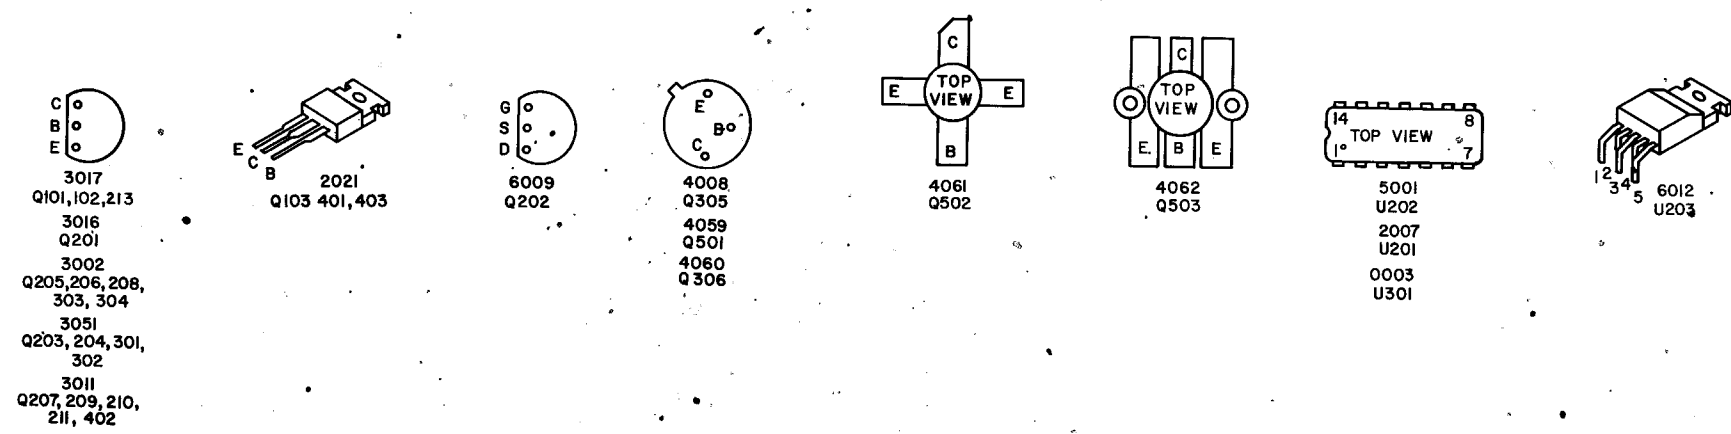 C
B
E
3017
Q101,102,213
3016
Q201
3002
Q205,206,208,
303, 304
3051
Q203, 204, 301,
302
3011
Q207, 209, 210,
211, 402
E
C
B
2021
Q103 401,403
G
S
D
6009
Q202
E
B
C
4008
Q305
4059
Q501
4060
Q306
C
E
TOP
VIEW
E
B
4061
Q502
C
TOP
VIEW
E
B
E
4062
Q503
14
8
TOP VIEW
1
7
5001
U202
2007
U201
0003
U301
1
2
3
4
5
6012
U203